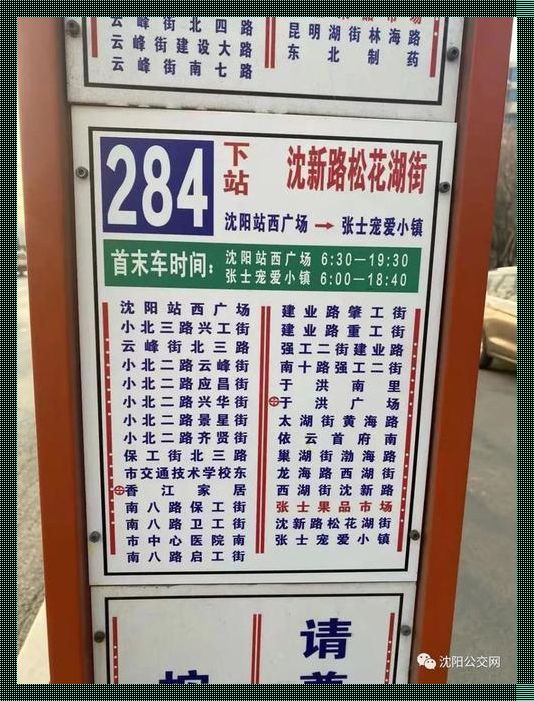 云峰街北四路
云峰街建设大路
云峰街南七路
昆明湖街林海路
东北制药
284
下站
沈新路松花湖街
沈阳站西广场 → 张士宠爱小镇
首末车时间:
沈阳站西广场 6:30—19:30
张士宠爱小镇 6:00—18:40
沈阳站西广场
小北三路兴工街
云峰街北三路
小北二路云峰街
小北二路应昌街
小北二路兴华街
小北二路景星街
小北二路齐贤街
保工街北三路
市交通技术学校东
香江家居
南八路保工街
南八路卫工街
市中心医院南
南八路启工街
建业路肇工街
建业路重工街
强工二街建业路
南十路强工二街
于洪南里
于洪广场
太湖街黄海路
依云首府南
巢湖街渤海路
龙海路西湖街
西湖街沈新路
张士果品市场
沈新路松花湖街
张士宠爱小镇
请
沈阳公交网